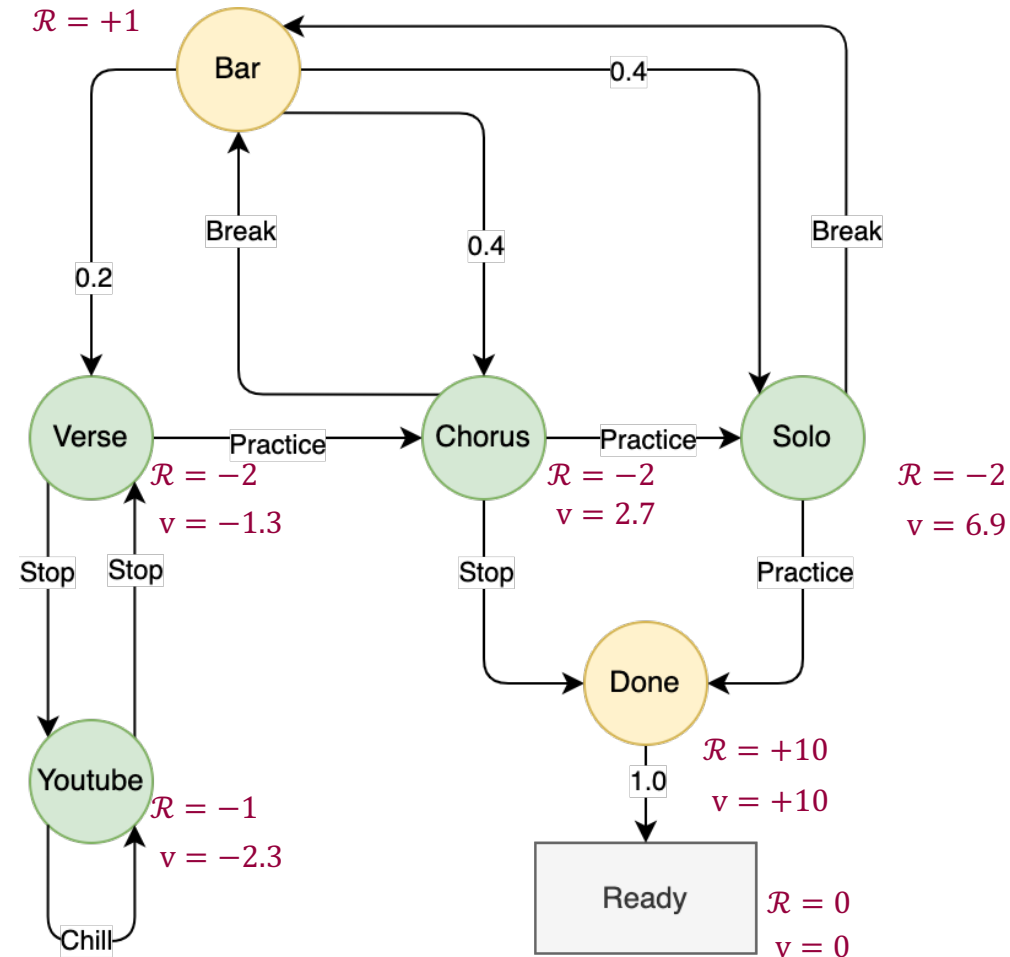 ℛ = +1
Bar
0.4
Break
0.4
Break
0.2
Verse
Practice
Chorus
Practice
Solo
ℛ = −2
v = −1.3
ℛ = −2
v = 2.7
ℛ = −2
v = 6.9
Stop
Stop
Stop
Practice
Done
ℛ = +10
v = +10
1.0
Youtube
ℛ = −1
v = −2.3
Chill
Ready
ℛ = 0
v = 0